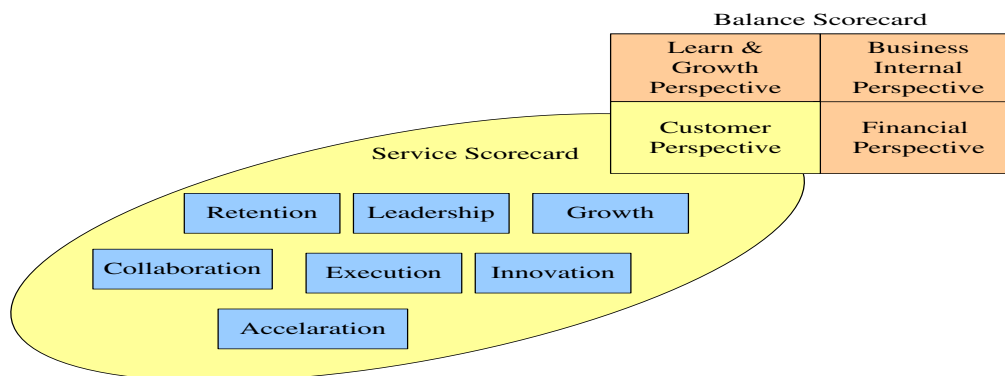 Balance Scorecard
Learn &
Growth
Perspective
Business
Internal
Perspective
Customer
Perspective
Financial
Perspective
Service Scorecard
Retention
Leadership
Growth
Collaboration
Execution
Innovation
Accelaration